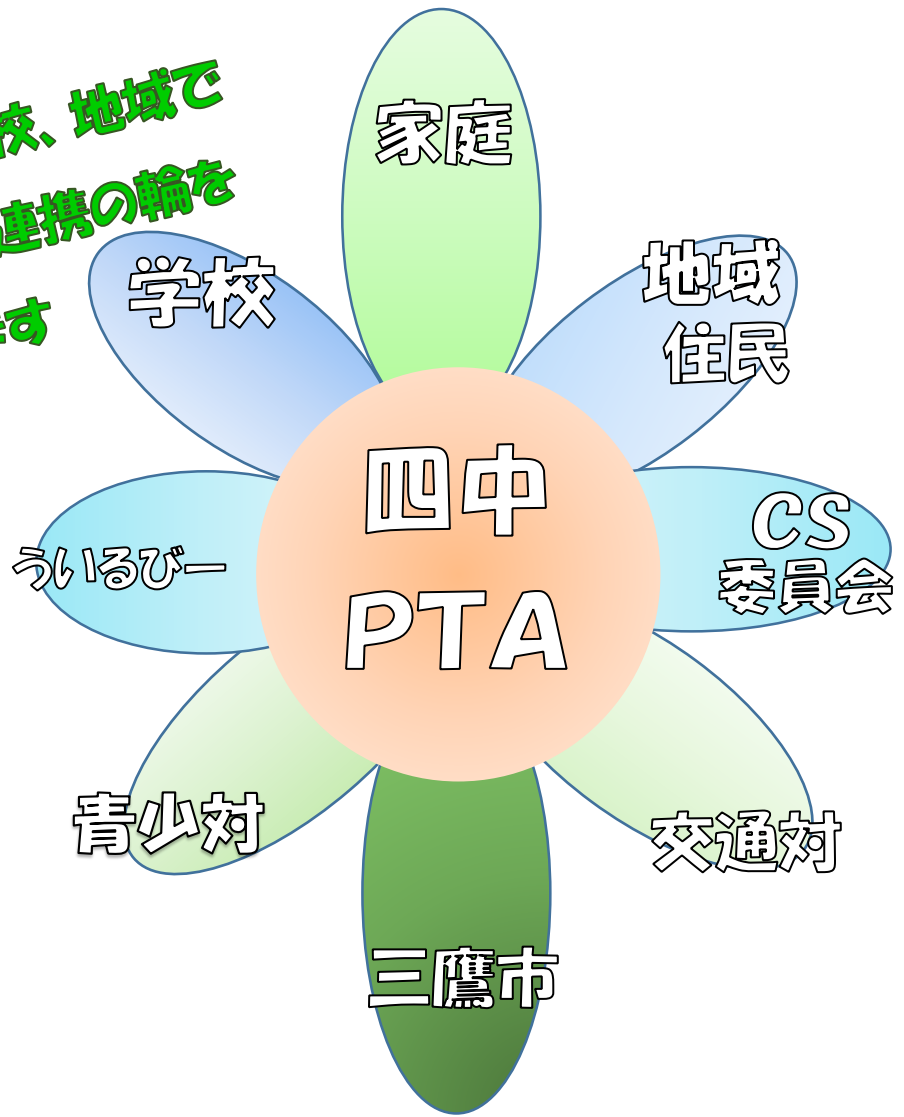 校、地域で
連携の輪を
ます
家庭
学校
地域
住民
四中
PTA
ういるびー
CS
委員会
青少対
交通対
三鷹市